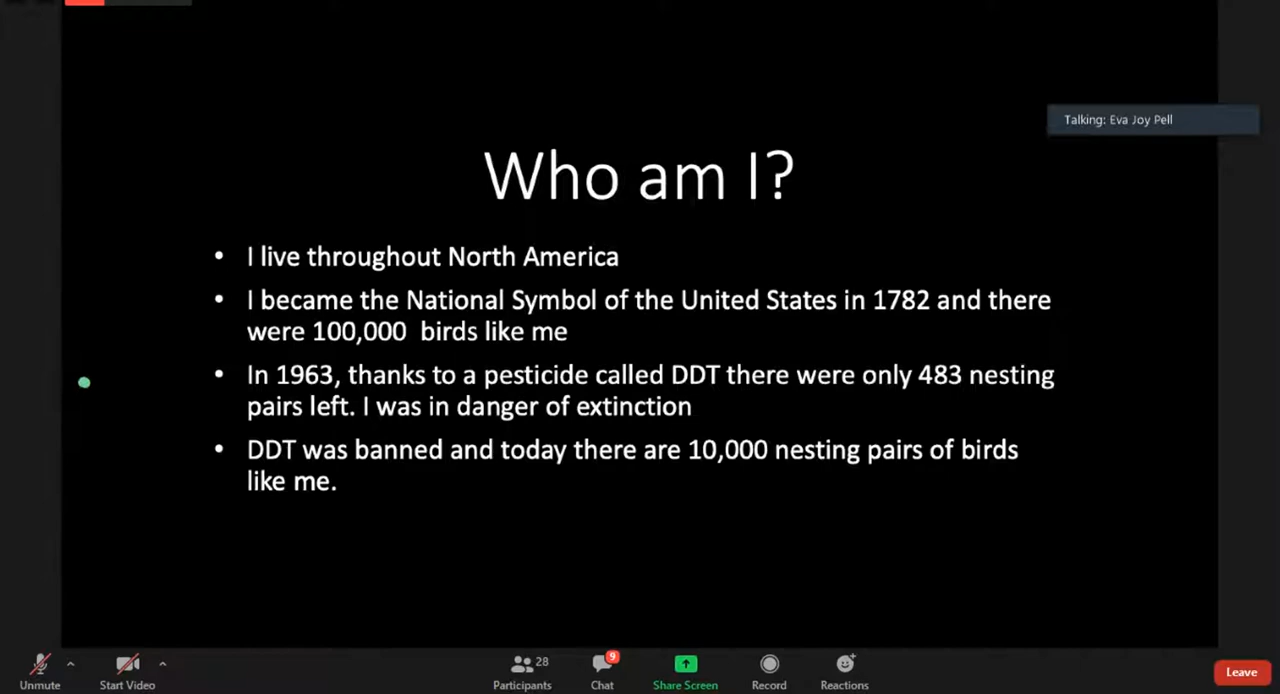 Talking: Eva Joy Pell
Who am I?
• I live throughout North America
• I became the National Symbol of the United States in 1782 and there
were 100,000 birds like me
• In 1963, thanks to a pesticide called DDT there were only 483 nesting
pairs left. I was in danger of extinction
• DDT was banned and today there are 10,000 nesting pairs of birds
like me.
Unmute
Start Video
28
Participants
9
Chat
Share Screen
Record
Reactions
Leave